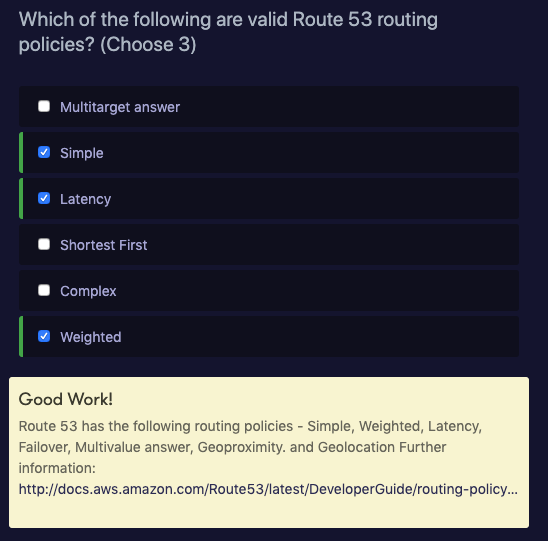 Which of the following are valid Route 53 routing
policies? (Choose 3)
Multitarget answer
Simple
Latency
Shortest First
Complex
Weighted
Good Work!
Route 53 has the following routing policies - Simple, Weighted, Latency,
Failover, Multivalue answer, Geoproximity. and Geolocation Further
information:
http://docs.aws.amazon.com/Route53/latest/DeveloperGuide/routing-policy...